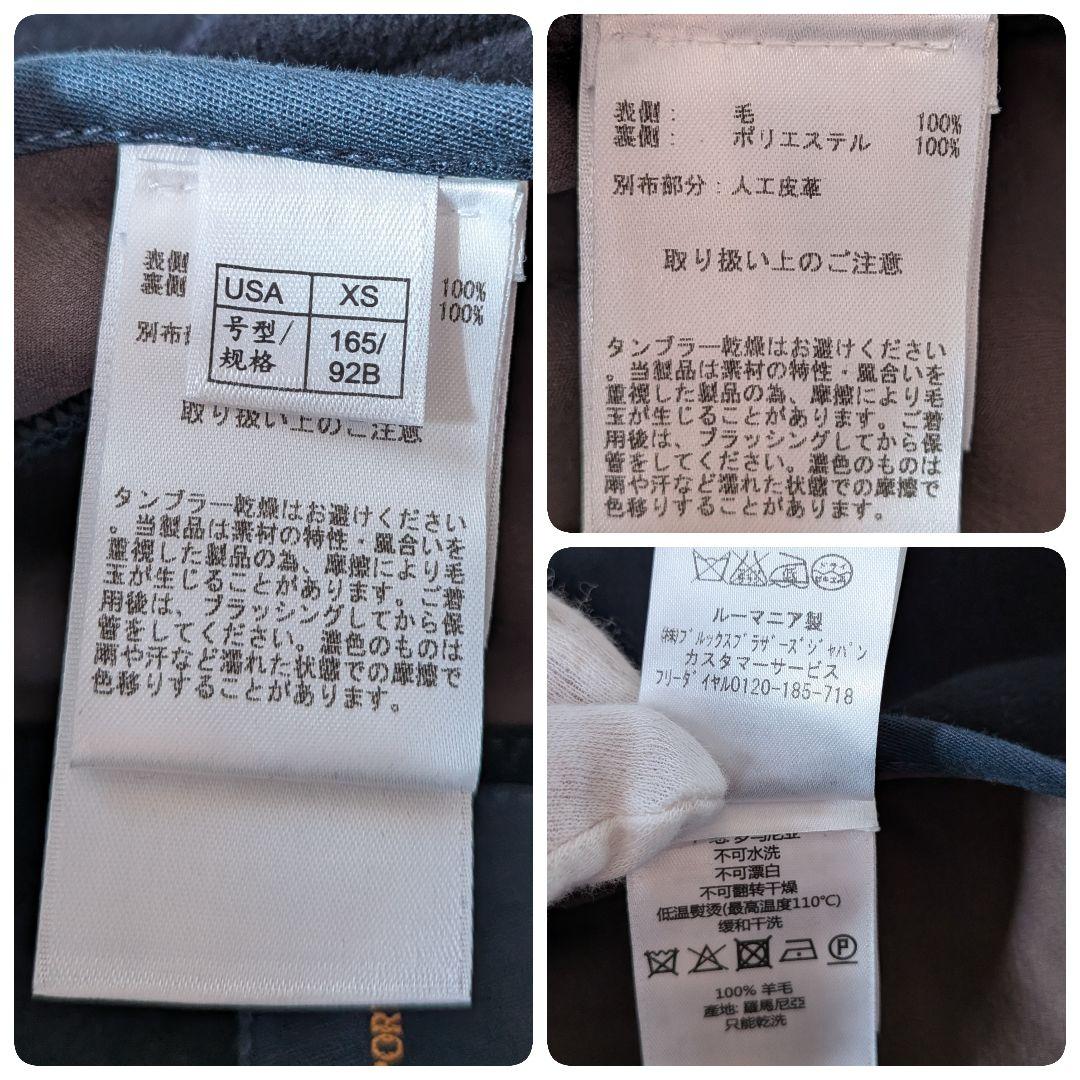 表側
裏側
別布
USA XS
号型/规格 165/92B
100%
100%
取り扱い上のご注意
タンブラー乾燥はお避けください
。当製品は素材の特性・風合いを
重視した製品の為、摩擦により毛
玉が生じることがあります。ご着
用後は、ブラッシングしてから保
管をしてください。濃色のものは
雨や汗など濡れた状態での摩擦で
色移りすることがあります。
POR
表側： 毛 100%
裏側： ポリエステル 100%
別布部分：人工皮革
取り扱い上のご注意
タンブラー乾燥はお避けください
。当製品は素材の特性・風合いを
重視した製品の為、摩擦により毛
玉が生じることがあります。ご着
用後は、ブラッシングしてから保
管をしてください。濃色のものは
雨や汗など濡れた状態での摩擦で
色移りすることがあります。
ルーマニア製
㈱ﾌﾞﾙｯｸｽﾌﾞﾗｻﾞｰｽﾞｼﾞｬﾊﾟﾝ
カスタマーサービス
フリーダイヤル0120-185-718
不可水洗
不可漂白
不可翻转干燥
低温熨烫(最高温度110℃)
缓和干洗
P
100% 羊毛
產地: 羅馬尼亞
只能乾洗